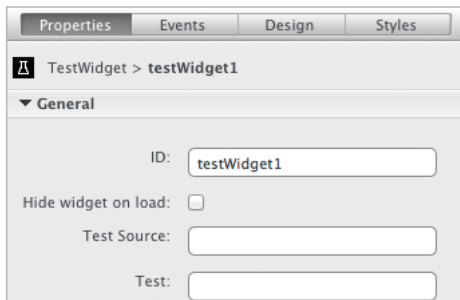 Properties Events Design Styles
TestWidget > testWidget1
General
ID: testWidget1
Hide widget on load:
Test Source:
Test: